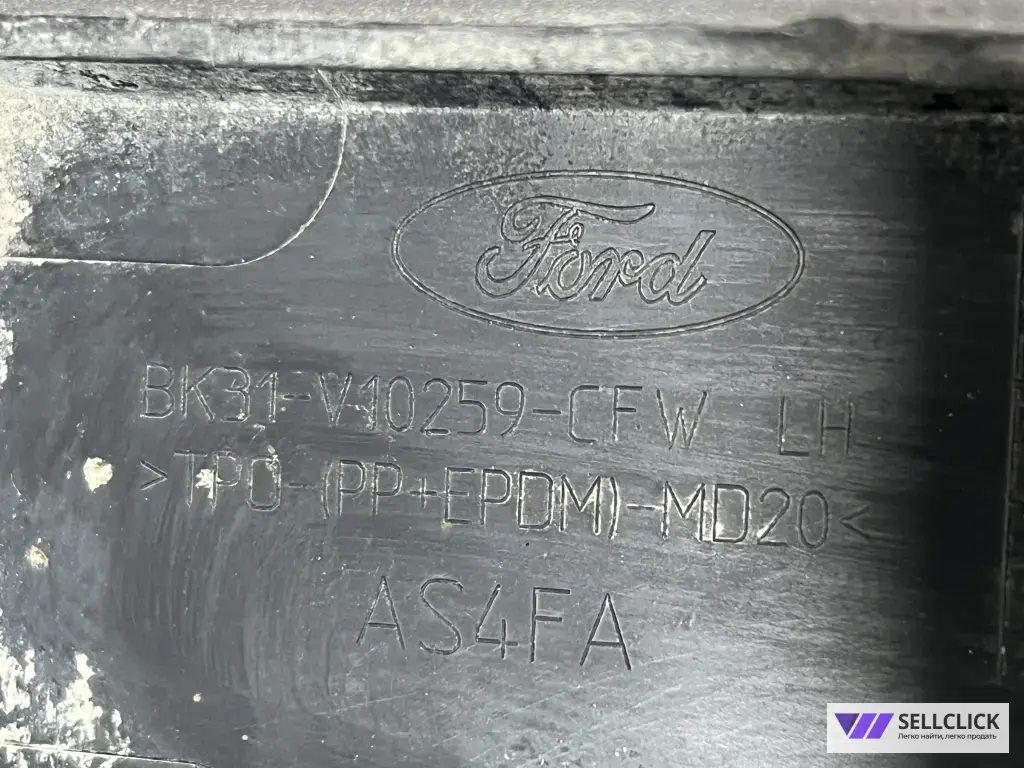 Ford
BK31-V10259-CFW LH
>TPO-(PP+EPDM)-MD20<
AS4FA
SELLCLICK
Легко найти, легко продать